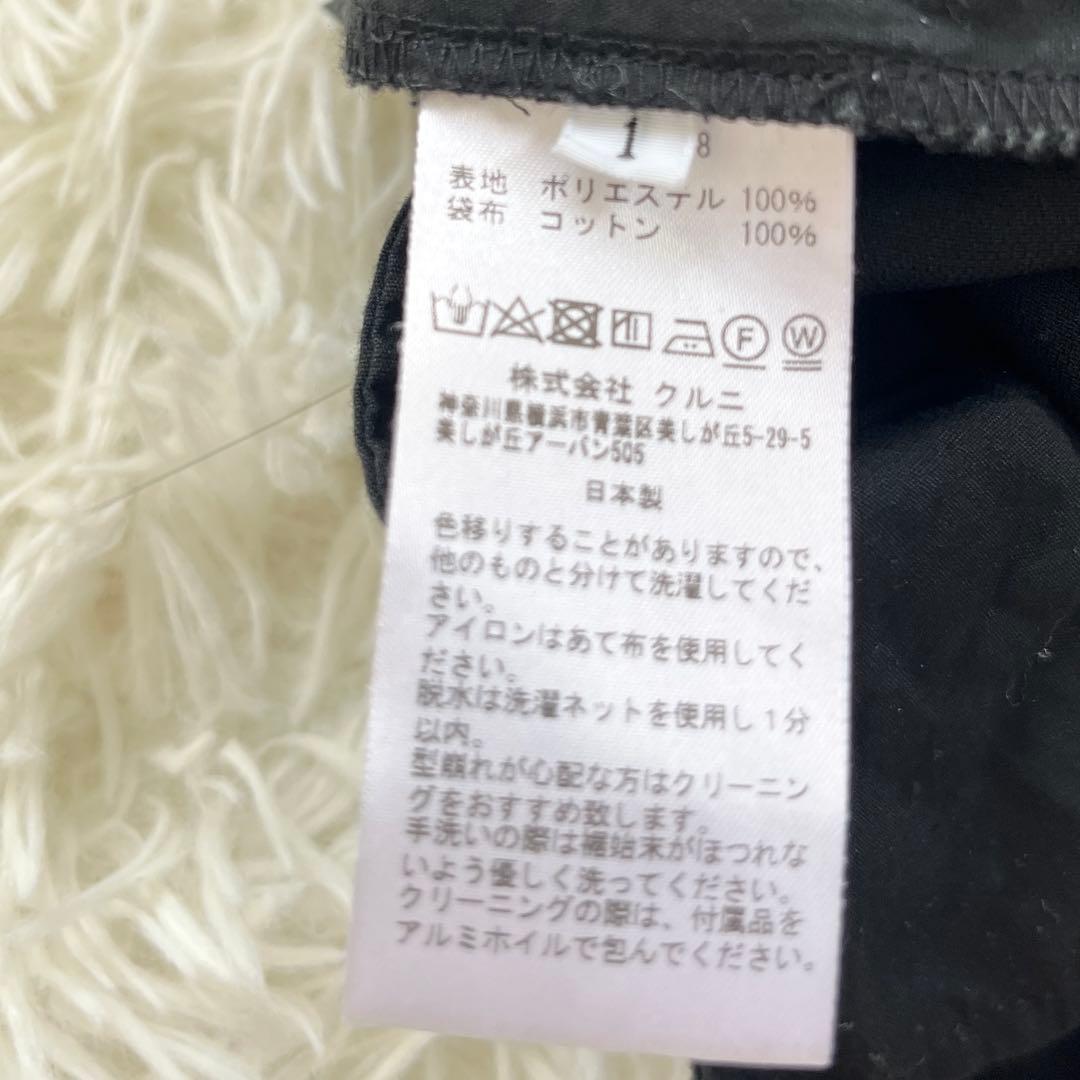 1
8
表地 ポリエステル 100%
袋布 コットン 100%
F W
株式会社 クルニ
神奈川県横浜市青葉区美しが丘5-29-5
美しが丘アーバン505
日本製
色移りすることがありますので、
他のものと分けて洗濯してくだ
さい。
アイロンはあて布を使用してく
ださい。
脱水は洗濯ネットを使用し1分
以内。
型崩れが心配な方はクリーニン
グをおすすめ致します。
手洗いの際は裾始末がほつれな
いよう優しく洗ってください。
クリーニングの際は、付属品を
アルミホイルで包んでください。